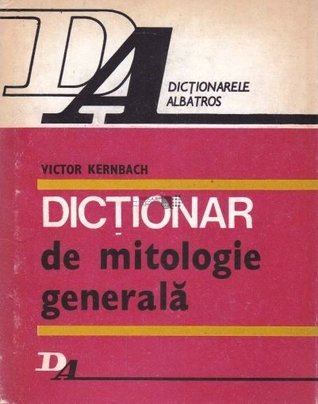 DA
DICȚIONARELE
ALBATROS
VICTOR KERNBACH
DICȚIONAR
de mitologie
generală
DA